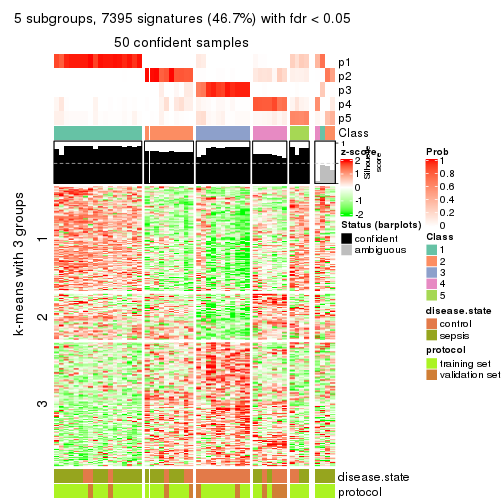 5 subgroups, 7395 signatures (46.7%) with fdr < 0.05
50 confident samples
p1
p2
p3
p4
p5
Class
1
Silhouette
score
k-means with 3 groups
1
2
3
disease.state
protocol
z-score
2
1
0
-1
-2
Status (barplots)
confident
ambiguous
Prob
1
0.8
0.6
0.4
0.2
0
Class
1
2
3
4
5
disease.state
control
sepsis
protocol
training set
validation set